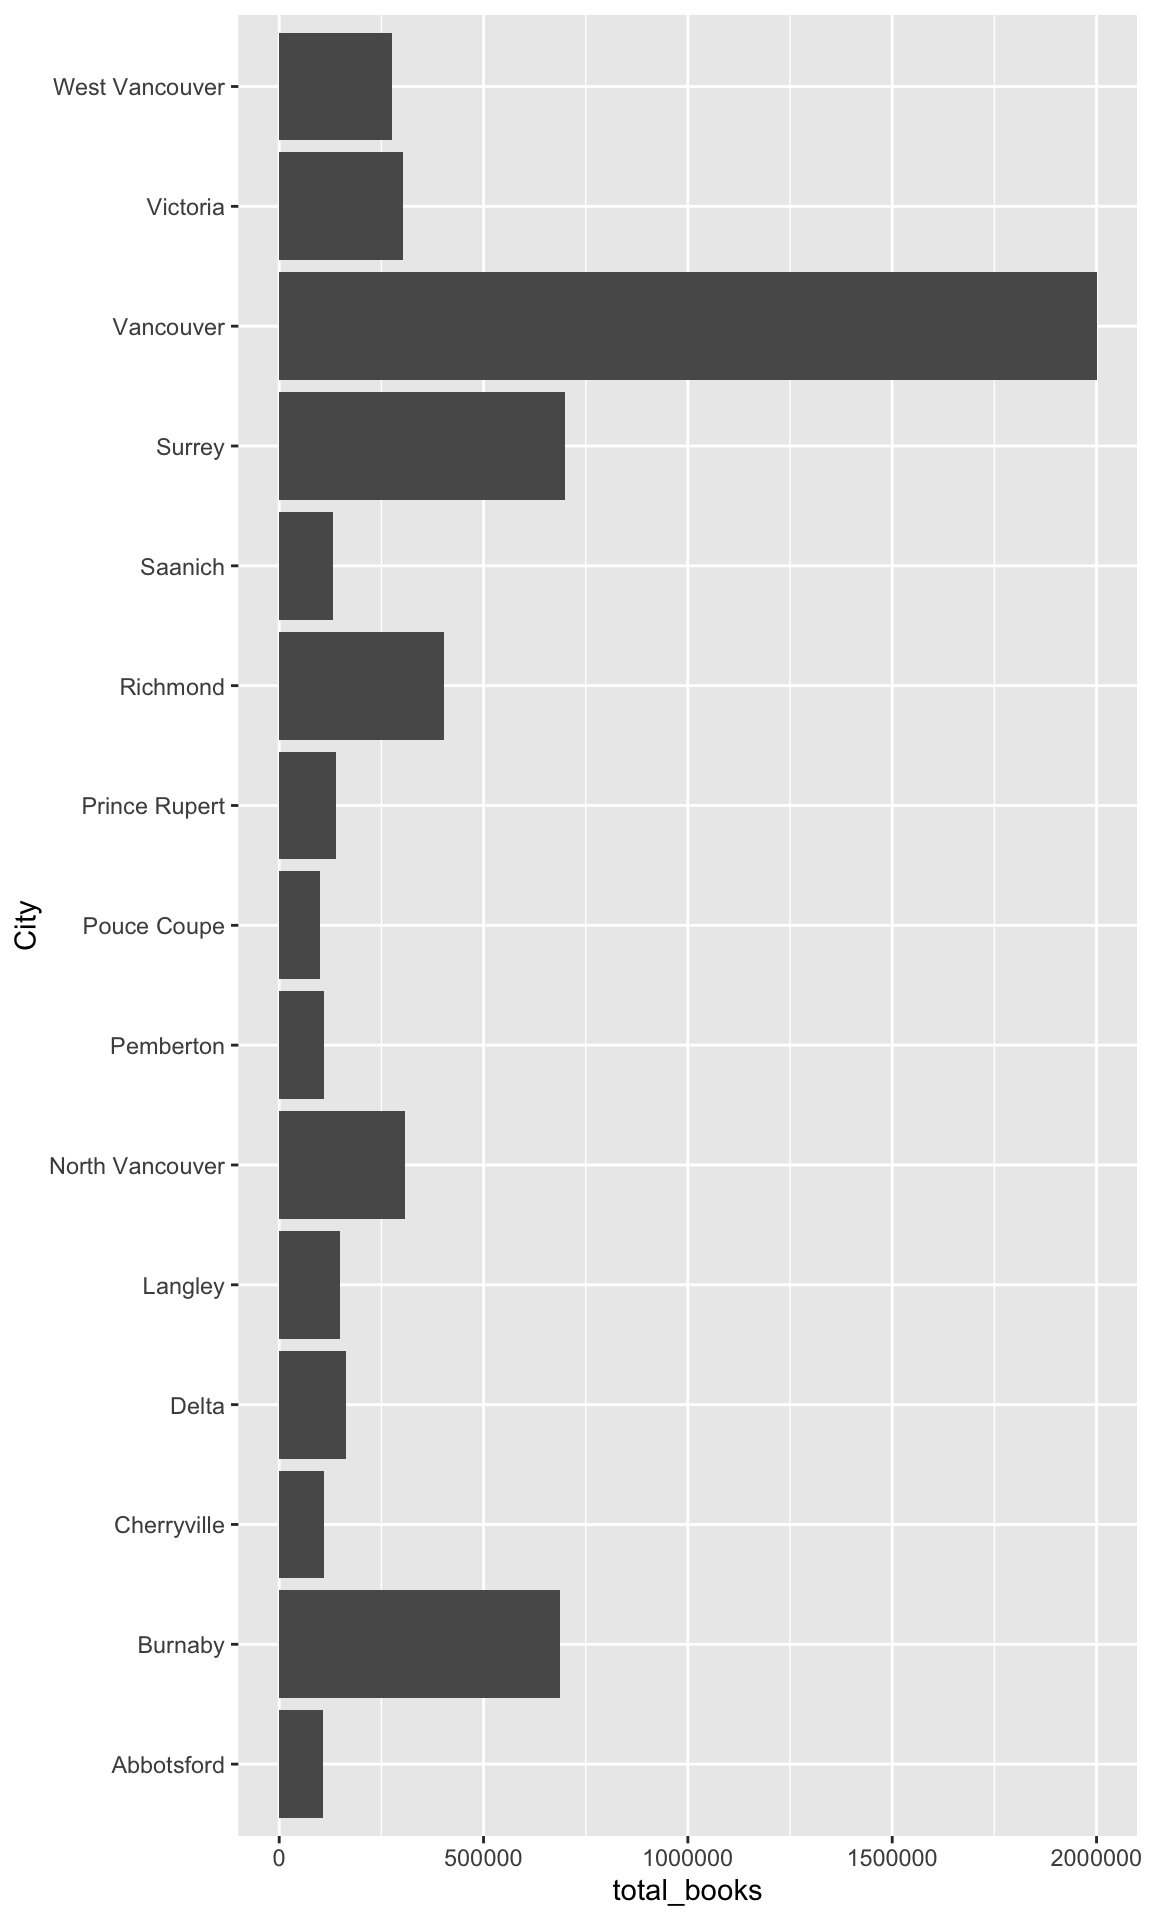 West Vancouver
Victoria
Vancouver
Surrey
Saanich
Richmond
Prince Rupert
Pouce Coupe
Pemberton
North Vancouver
Langley
Delta
Cherryville
Burnaby
Abbotsford
City
0 500000 1000000 1500000 2000000
total_books